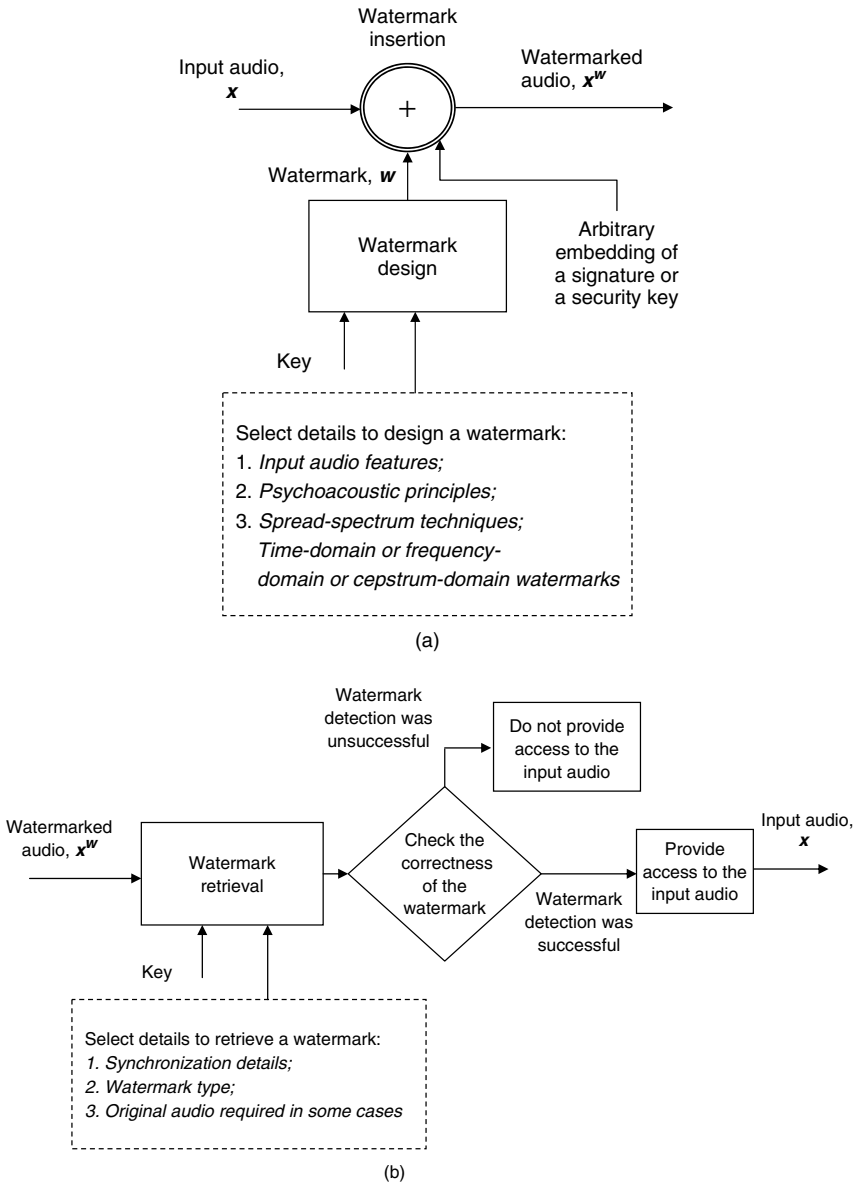 Watermark
insertion
Input audio,
x
+
Watermarked
audio, x^w
Watermark, w
Watermark
design
Arbitrary
embedding of
a signature or
a security key
Key
Select details to design a watermark:
1. Input audio features;
2. Psychoacoustic principles;
3. Spread-spectrum techniques;
Time-domain or frequency-
domain or cepstrum-domain watermarks
(a)
Watermark
detection was
unsuccessful
Do not provide
access to the
input audio
Watermarked
audio, x^w
Watermark
retrieval
Check the
correctness
of the
watermark
Watermark
detection was
successful
Provide
access to the
input audio
Input audio,
x
Key
Select details to retrieve a watermark:
1. Synchronization details;
2. Watermark type;
3. Original audio required in some cases
(b)